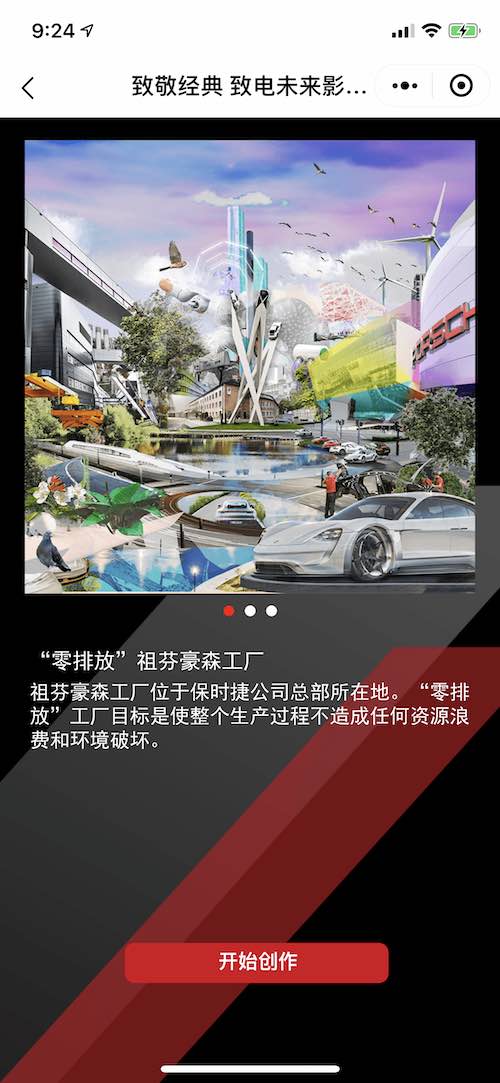 9:24
致敬经典 致电未来影...
PORSCH
“零排放”祖芬豪森工厂
祖芬豪森工厂位于保时捷公司总部所在地。“零排
放”工厂目标是使整个生产过程不造成任何资源浪
费和环境破坏。
开始创作